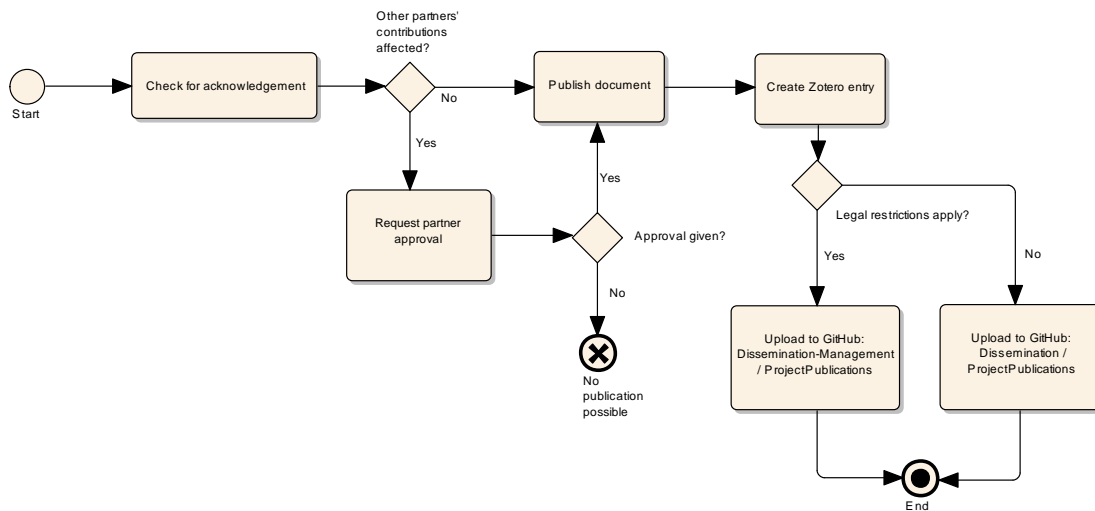 Other partners'
contributions
affected?
Start
Check for acknowledgement
No
Publish document
Create Zotero entry
Yes
Request partner
approval
Yes
Approval given?
No
No
publication
possible
Legal restrictions apply?
Yes
No
Upload to GitHub:
Dissemination-Management
/ ProjectPublications
Upload to GitHub:
Dissemination /
ProjectPublications
End